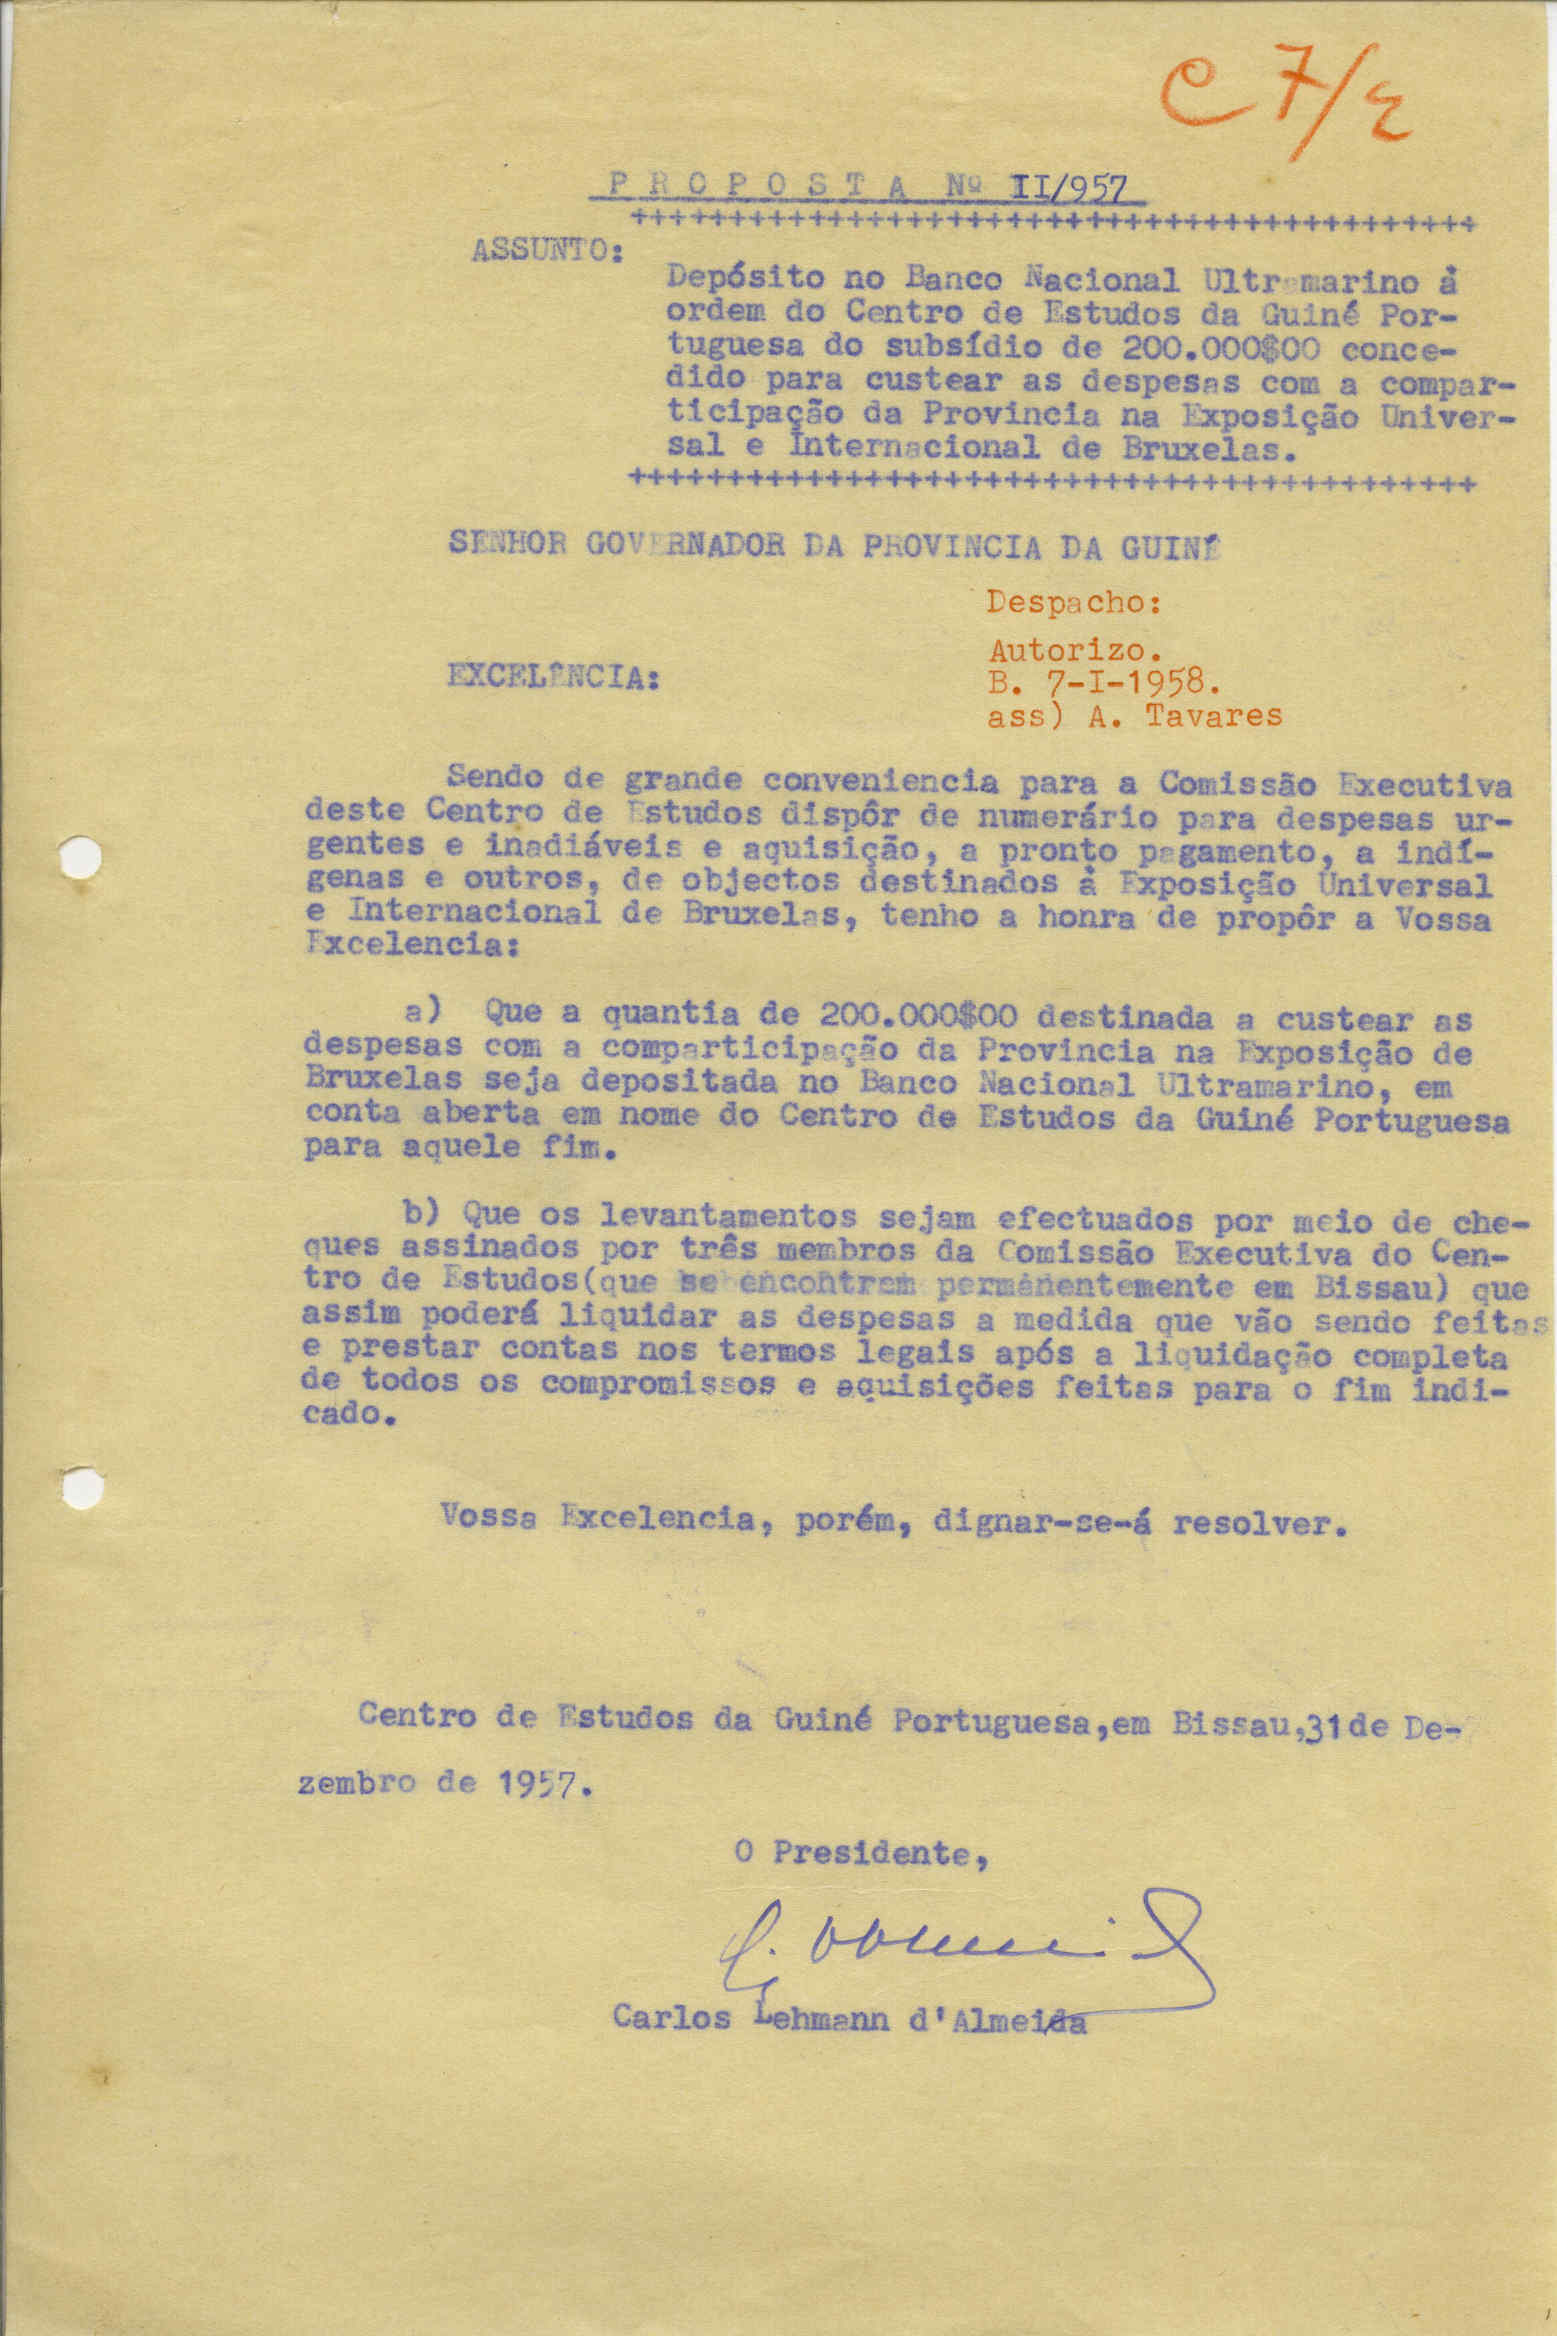 C 7/E
PROPOSTA Nº II/957
+++++++++++++++++++++++++++++++++++++++++++
ASSUNTO:
Depósito no Banco Nacional Ultramarino à
ordem do Centro de Estudos da Guiné Por-
tuguesa do subsídio de 200.000$00 conce-
dido para custear as despesas com a compar-
ticipação da Provincia na Exposição Univer-
sal e Internacional de Bruxelas.
+++++++++++++++++++++++++++++++++++++++++++
SENHOR GOVERNADOR DA PROVINCIA DA GUINÉ
Despacho:
Autorizo.
B. 7-I-1958.
ass) A. Tavares
EXCELÊNCIA:
Sendo de grande conveniencia para a Comissão Executiva
deste Centro de Estudos dispôr de numerário para despesas ur-
gentes e inadiáveis e aquisição, a pronto pagamento, a indí-
genas e outros, de objectos destinados à Exposição Universal
e Internacional de Bruxelas, tenho a honra de propôr a Vossa
Excelencia:
a) Que a quantia de 200.000$00 destinada a custear as
despesas com a comparticipação da Provincia na Exposição de
Bruxelas seja depositada no Banco Nacional Ultramarino, em
conta aberta em nome do Centro de Estudos da Guiné Portuguesa
para aquele fim.
b) Que os levantamentos sejam efectuados por meio de che-
ques assinados por três membros da Comissão Executiva do Cen-
tro de Estudos(que se encontrem permanentemente em Bissau) que
assim poderá liquidar as despesas a medida que vão sendo feitas
e prestar contas nos termos legais após a liquidação completa
de todos os compromissos e aquisições feitas para o fim indi-
cado.
Vossa Excelencia, porém, dignar-se-á resolver.
Centro de Estudos da Guiné Portuguesa,em Bissau,31de De-
zembro de 1957.
O Presidente,
Carlos Lehmann d'Almeida